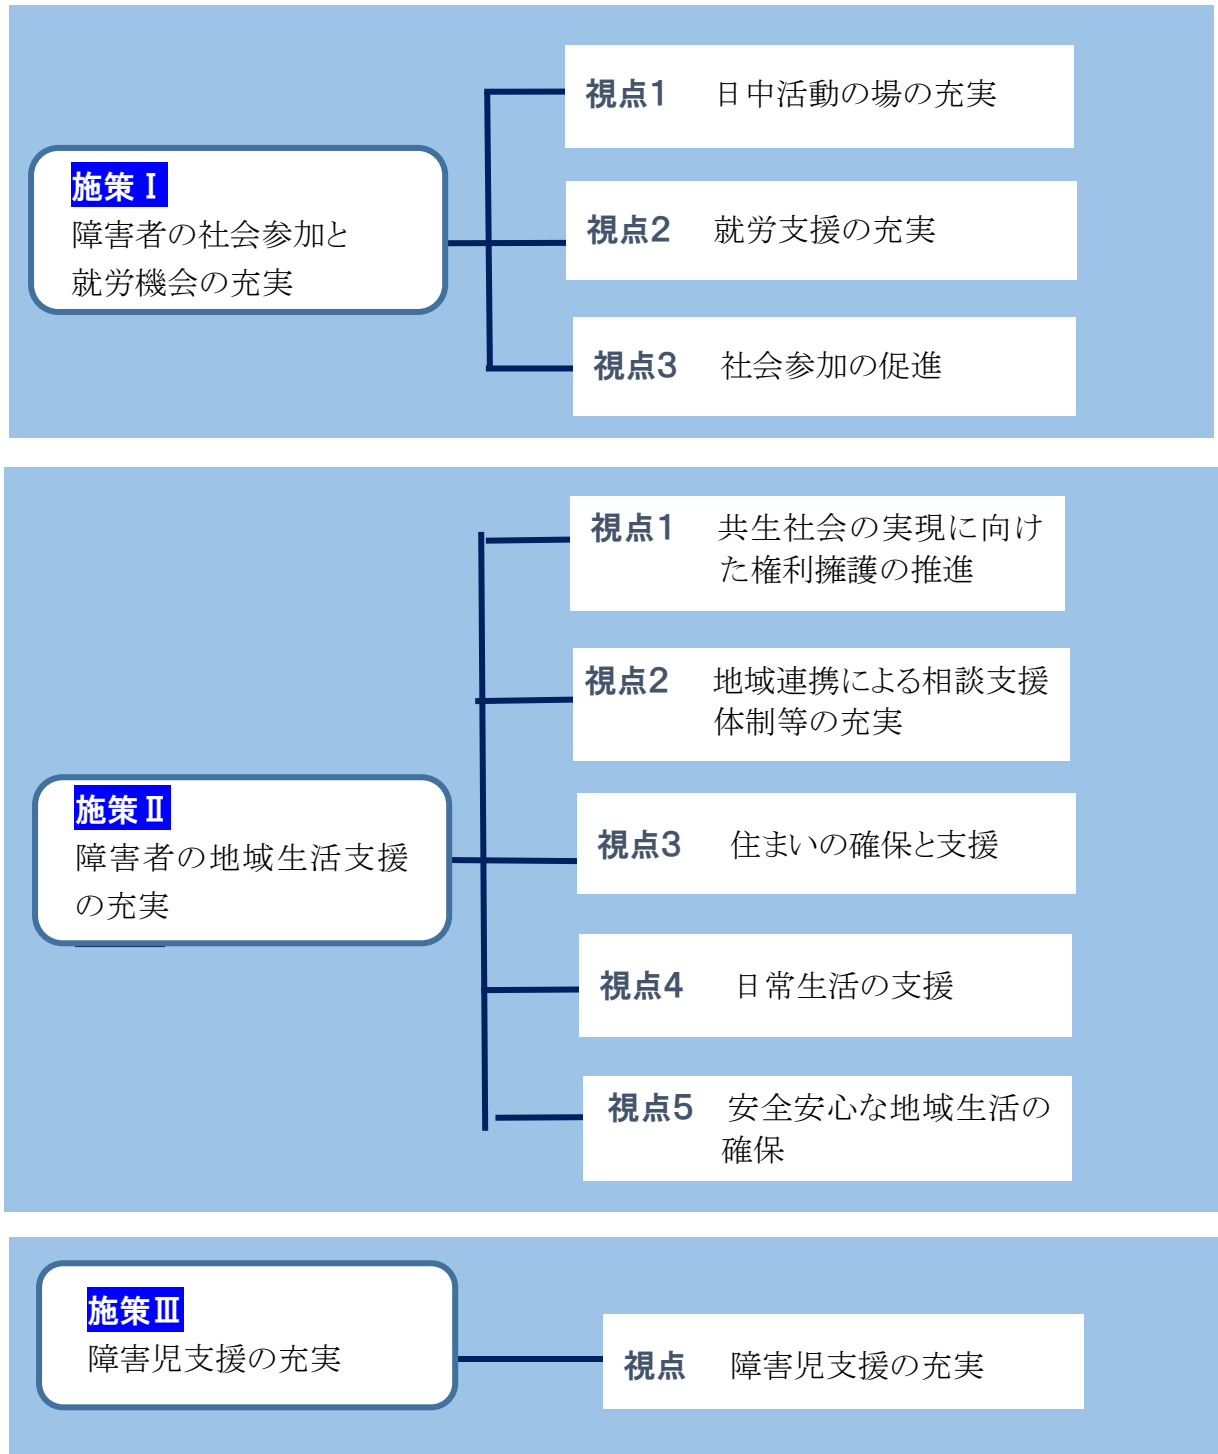 施策Ⅰ
障害者の社会参加と
就労機会の充実
視点1 日中活動の場の充実
視点2 就労支援の充実
視点3 社会参加の促進
施策Ⅱ
障害者の地域生活支援
の充実
視点1 共生社会の実現に向け
た権利擁護の推進
視点2 地域連携による相談支援
体制等の充実
視点3 住まいの確保と支援
視点4 日常生活の支援
視点5 安全安心な地域生活の
確保
施策Ⅲ
障害児支援の充実
視点 障害児支援の充実